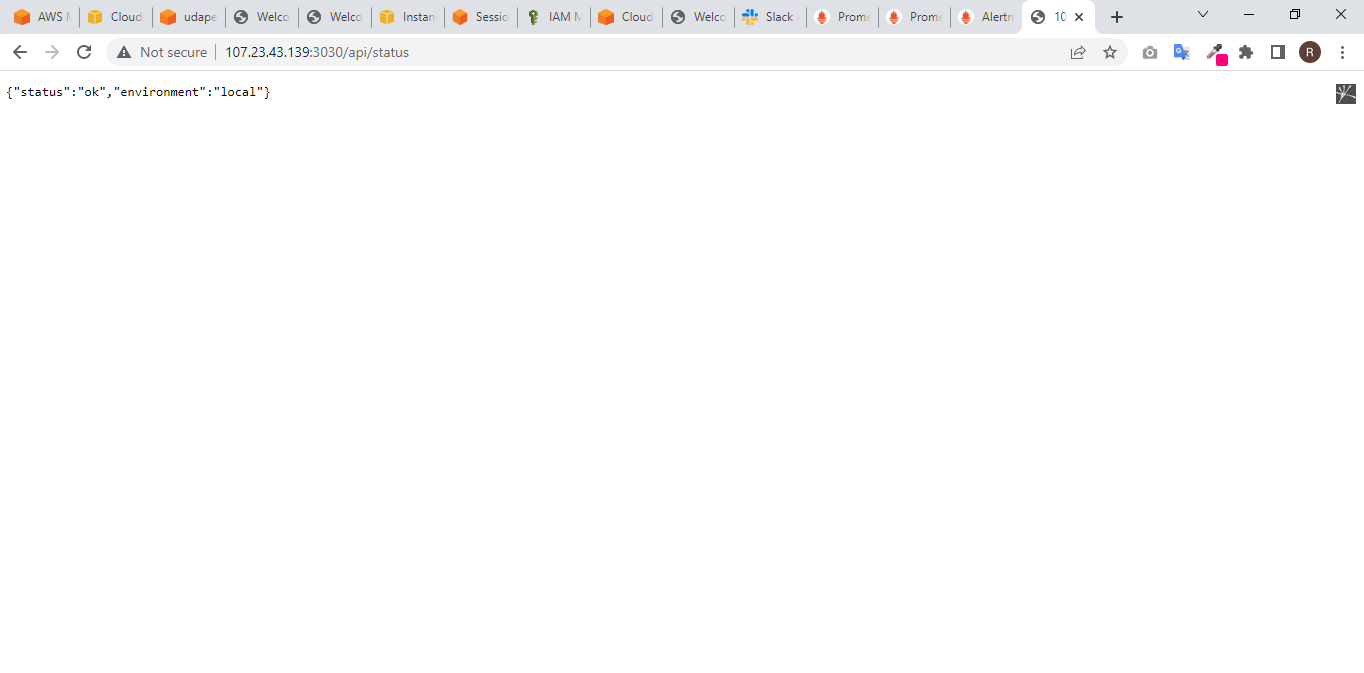 AWS M Cloud udape Welco Welco Instan Sessio IAM M Cloud Welco Slack Prome Prome Alertm 10
Not secure 107.23.43.139:3030/api/status R
{"status":"ok","environment":"local"}